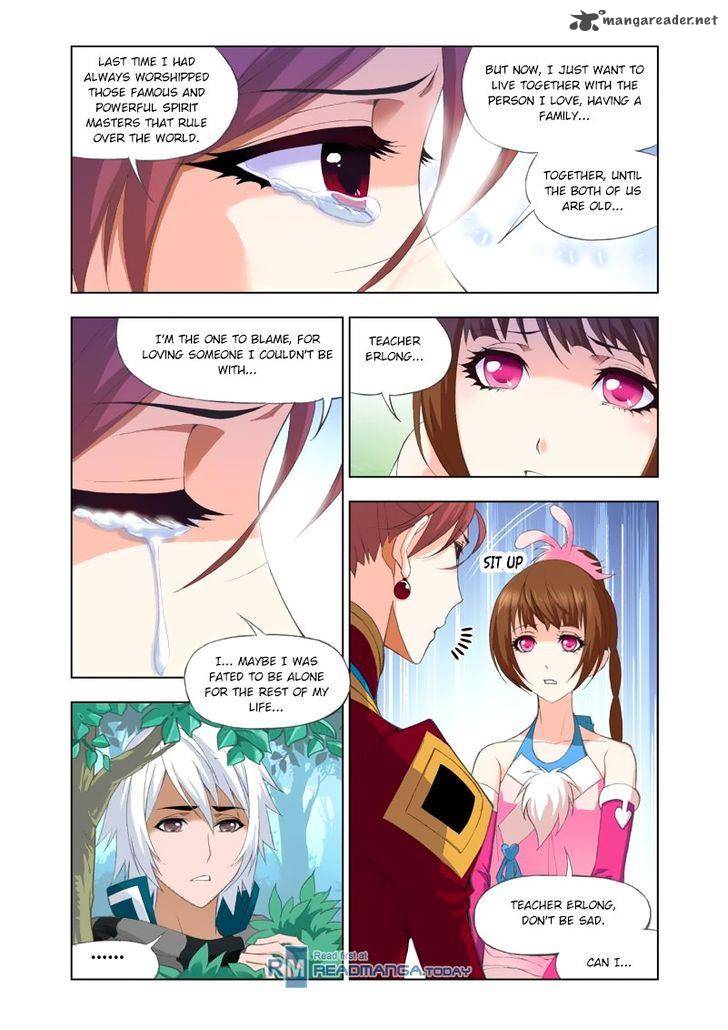 mangareader.net
LAST TIME I HAD
ALWAYS WORSHIPPED
THOSE FAMOUS AND
POWERFUL SPIRIT
MASTERS THAT RULE
OVER THE WORLD.
BUT NOW, I JUST WANT TO
LIVE TOGETHER WITH THE
PERSON I LOVE, HAVING A
FAMILY...
TOGETHER, UNTIL
THE BOTH OF US
ARE OLD...
I'M THE ONE TO BLAME, FOR
LOVING SOMEONE I COULDN'T BE
WITH...
TEACHER
ERLONG...
I... MAYBE I WAS
FATED TO BE ALONE
FOR THE REST OF MY
LIFE...
SIT UP
......
TEACHER ERLONG,
DON'T BE SAD.
CAN I...
RM
Read first at
READMANGA.TODAY